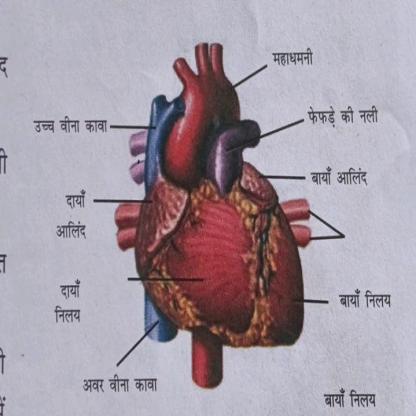 महाधमनी
फेफड़े की नली
उच्च वीना कावा
बायाँ आलिंद
दायाँ
आलिंद
दायाँ
निलय
बायाँ निलय
अवर वीना कावा
बायाँ निलय